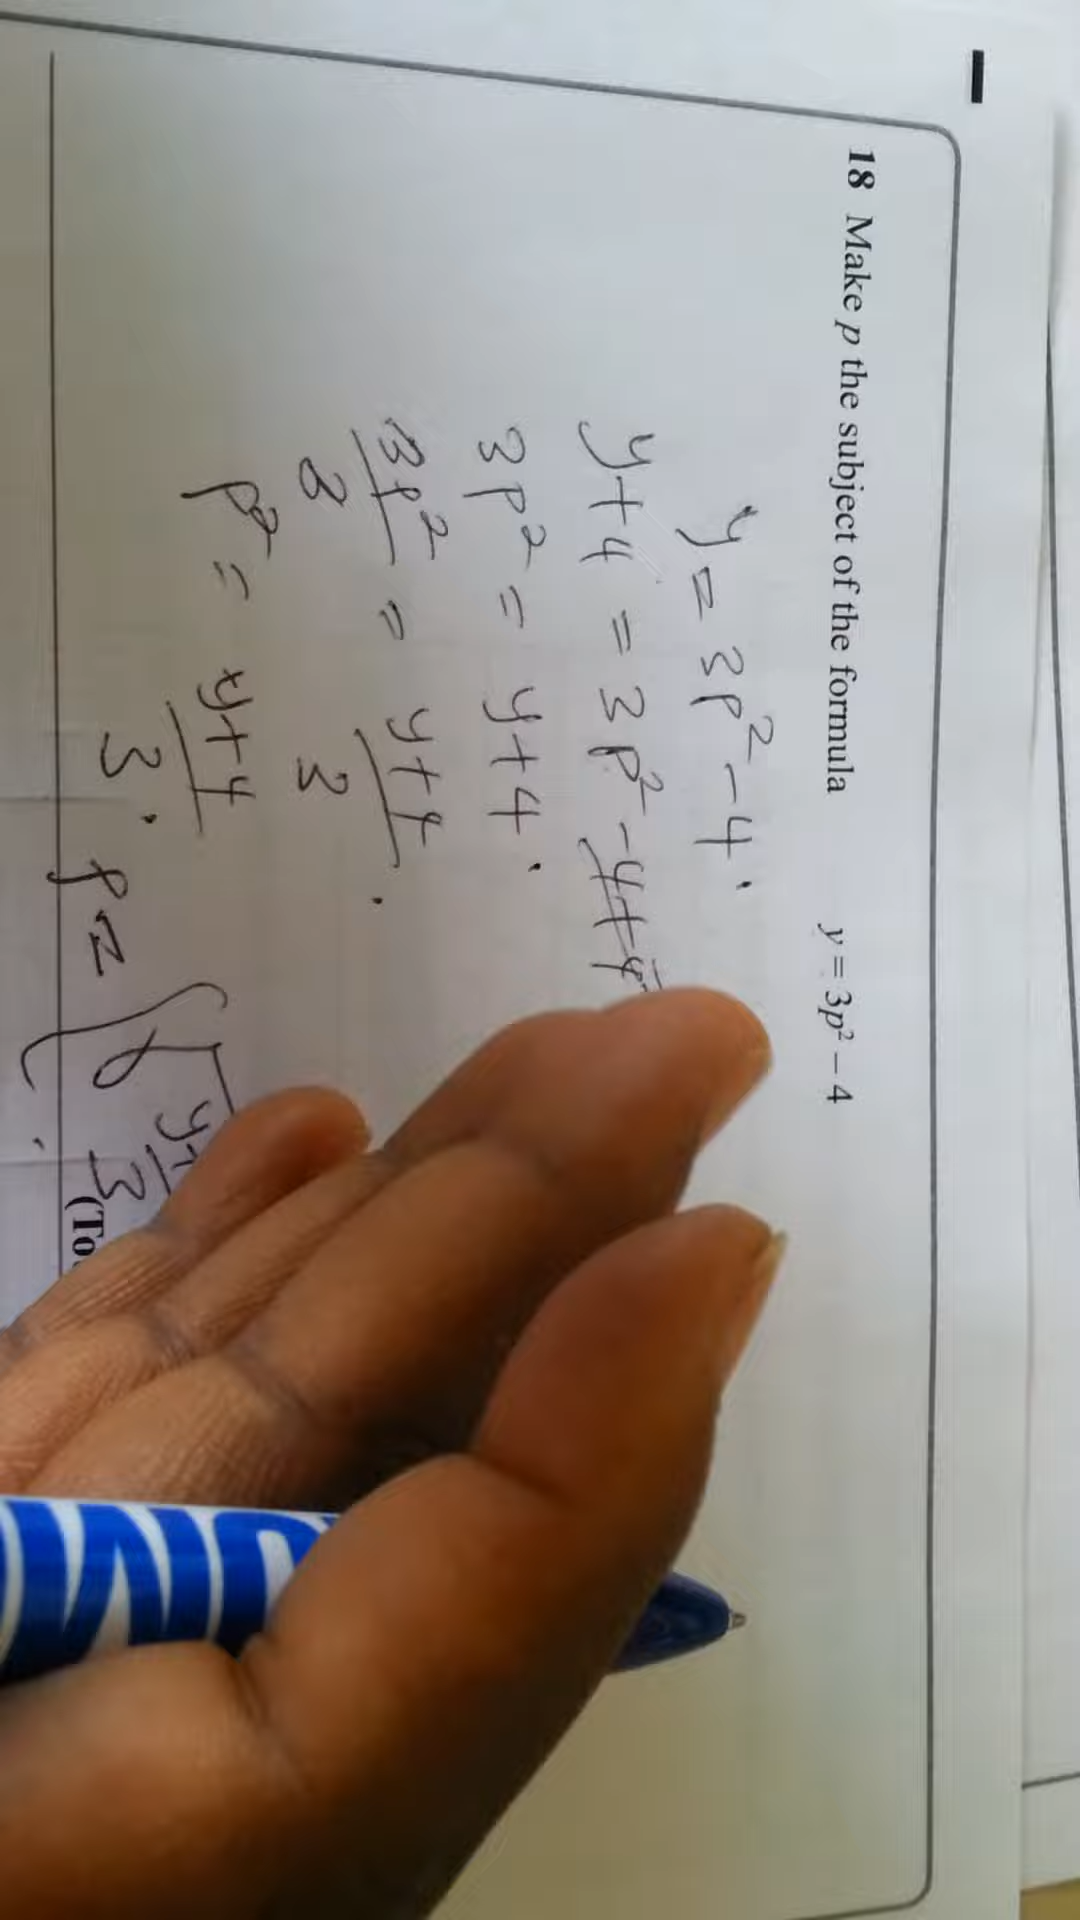 18 Make p the subject of the formula y = 3p² – 4
y = 3p² - 4.
y + 4 = 3p² - 4 + 4
3p² = y + 4.
3p²/3 = y + 4/3.
p² = y + 4/3.
p = √y+/3
(To